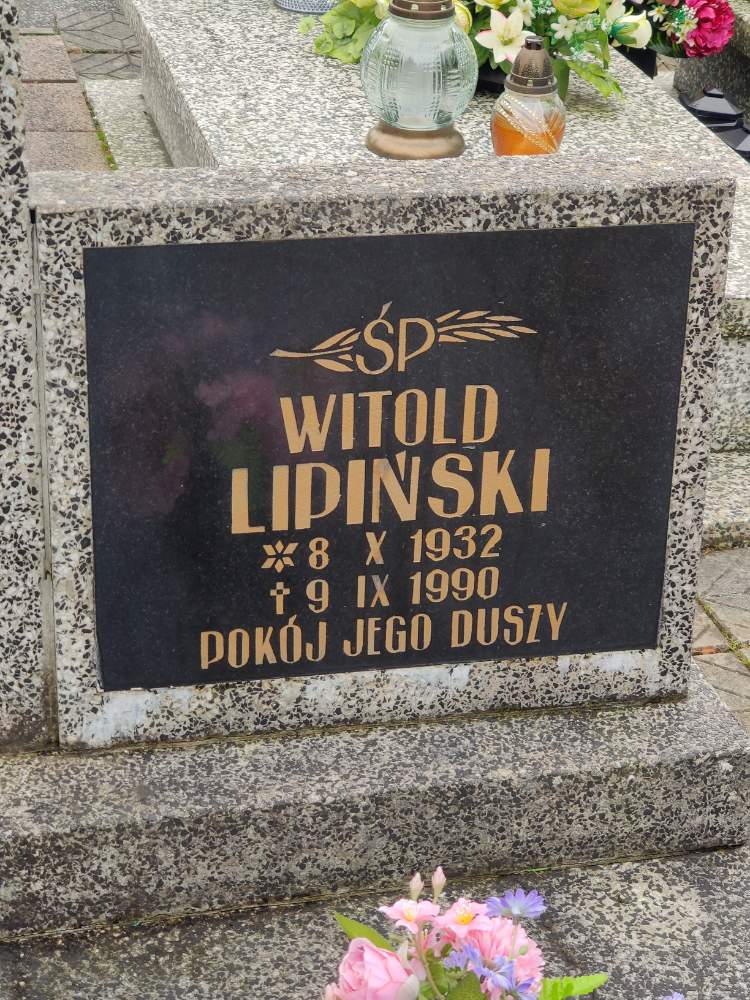 ŚP
WITOLD
LIPIŃSKI
* 8 X 1932
† 9 IX 1990
POKÓJ JEGO DUSZY